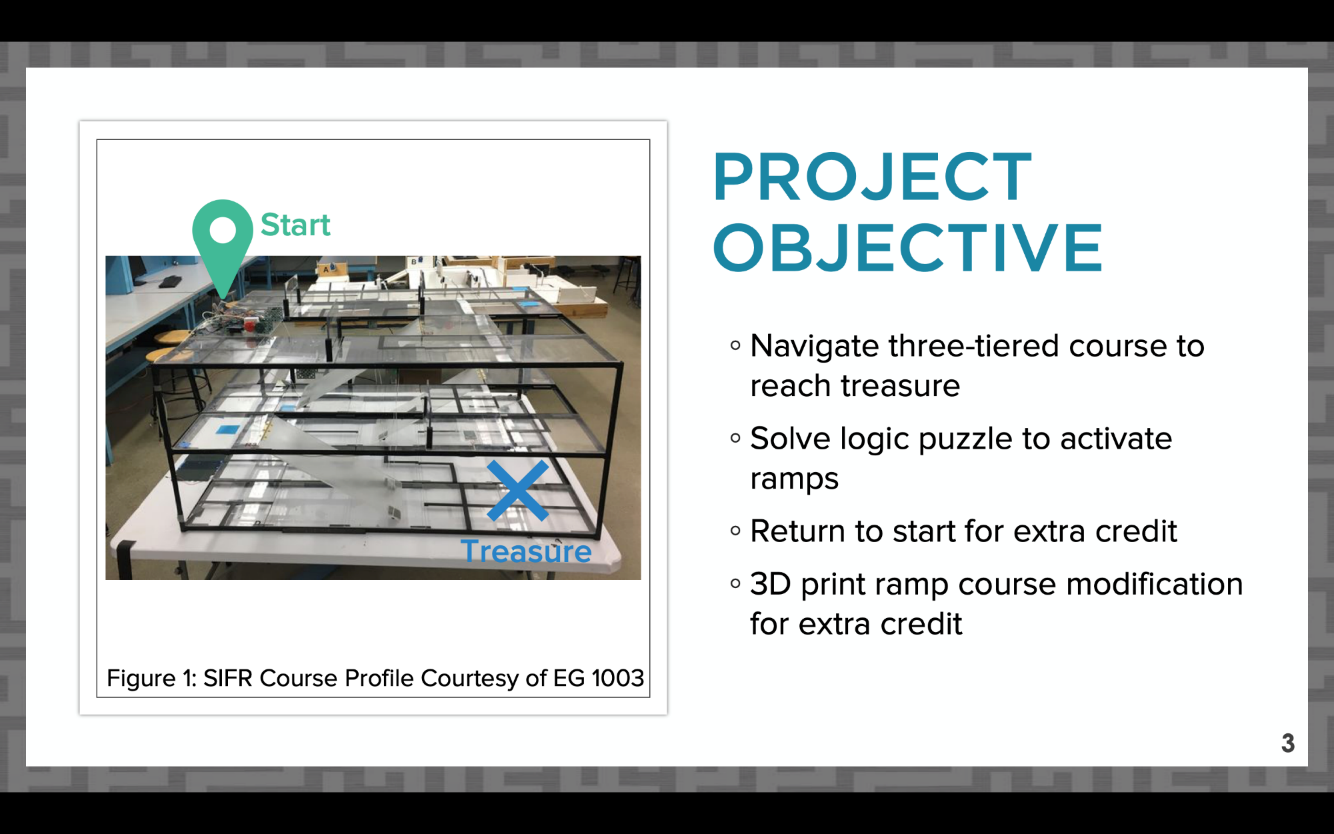 Start
Treasure
Figure 1: SIFR Course Profile Courtesy of EG 1003
PROJECT
OBJECTIVE
◦ Navigate three-tiered course to
reach treasure
◦ Solve logic puzzle to activate
ramps
◦ Return to start for extra credit
◦ 3D print ramp course modification
for extra credit
3